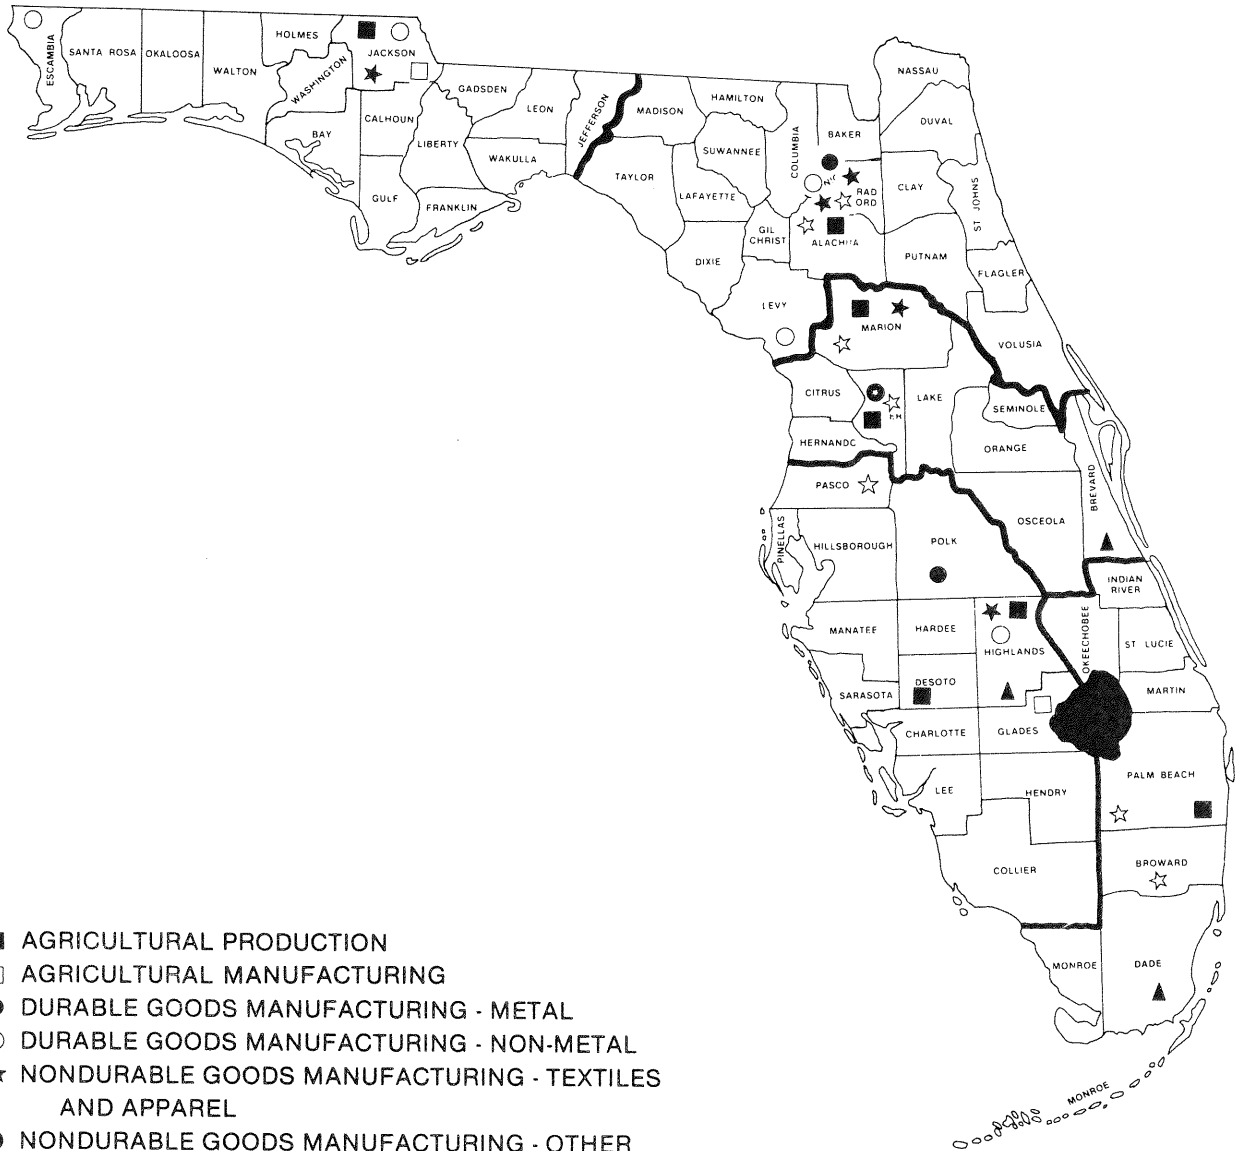 HOLMES
JACKSON
ESCAMBIA
SANTA ROSA
OKALOOSA
WALTON
WASHINGTON
NASSAU
GADSDEN
LEON
JEFFERSON
MADISON
HAMILTON
BAY
CALHOUN
LIBERTY
DUVAL
BAKER
COLUMBIA
SUWANNEE
WAKULLA
TAYLOR
LAFAYETTE
GULF
FRANKLIN
RAD
ORD
CLAY
ST JOHNS
GIL
CHRIST
ALACHUA
DIXIE
PUTNAM
FLAGLER
LEVY
MARION
VOLUSIA
CITRUS
LAKE
SEMINOLE
HERNANDO
ORANGE
PASCO
BREVARD
PINELLAS
HILLSBOROUGH
POLK
OSCEOLA
INDIAN
RIVER
MANATEE
HARDEE
HIGHLANDS
OKEECHOBEE
ST LUCIE
SARASOTA
DESOTO
MARTIN
CHARLOTTE
GLADES
PALM BEACH
LEE
HENDRY
COLLIER
BROWARD
MONROE
DADE
MONROE
AGRICULTURAL PRODUCTION
AGRICULTURAL MANUFACTURING
DURABLE GOODS MANUFACTURING - METAL
DURABLE GOODS MANUFACTURING - NON-METAL
NONDURABLE GOODS MANUFACTURING - TEXTILES
AND APPAREL
NONDURABLE GOODS MANUFACTURING - OTHER